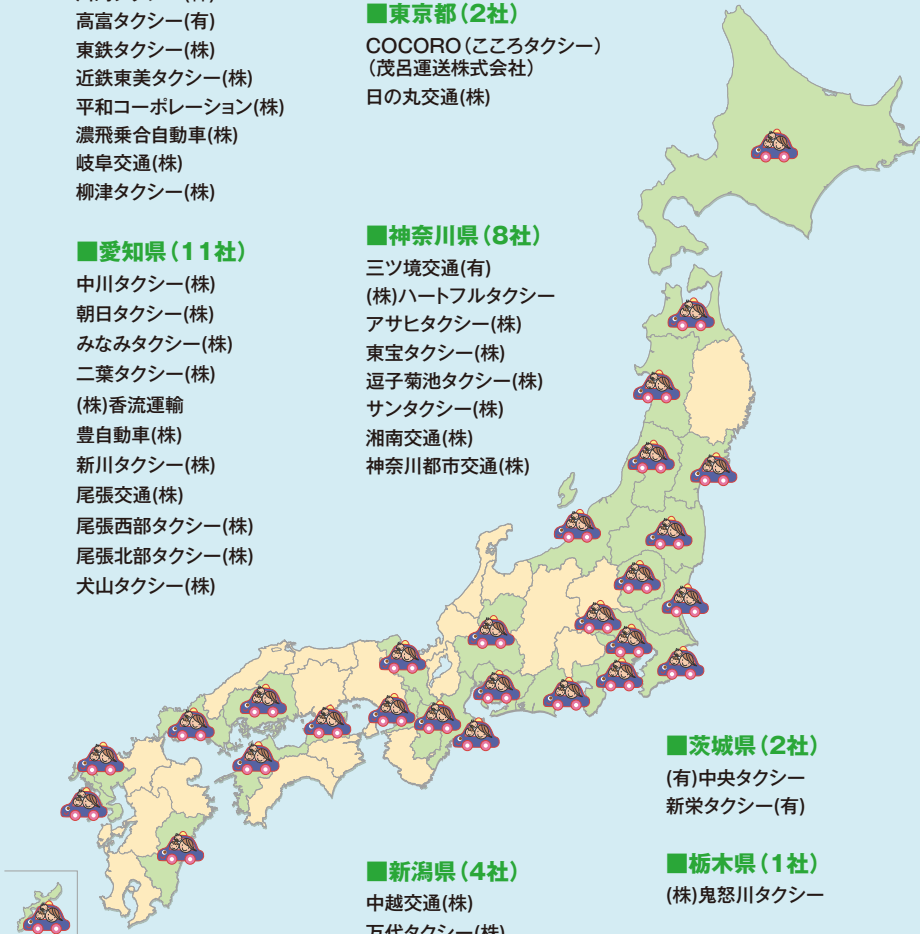 高富タクシー(有)
東鉄タクシー(株)
近鉄東美タクシー(株)
平和コーポレーション(株)
濃飛乗合自動車(株)
岐阜交通(株)
柳津タクシー(株)
■愛知県(11社)
中川タクシー(株)
朝日タクシー(株)
みなみタクシー(株)
二葉タクシー(株)
(株)香流運輸
豊自動車(株)
新川タクシー(株)
尾張交通(株)
尾張西部タクシー(株)
尾張北部タクシー(株)
犬山タクシー(株)
■東京都(2社)
COCORO(こころタクシー)
(茂呂運送株式会社)
日の丸交通(株)
■神奈川県(8社)
三ツ境交通(有)
(株)ハートフルタクシー
アサヒタクシー(株)
東宝タクシー(株)
逗子菊池タクシー(株)
サンタクシー(株)
湘南交通(株)
神奈川都市交通(株)
■新潟県(4社)
中越交通(株)
万代タクシー(株)
■茨城県(2社)
(有)中央タクシー
新栄タクシー(有)
■栃木県(1社)
(株)鬼怒川タクシー